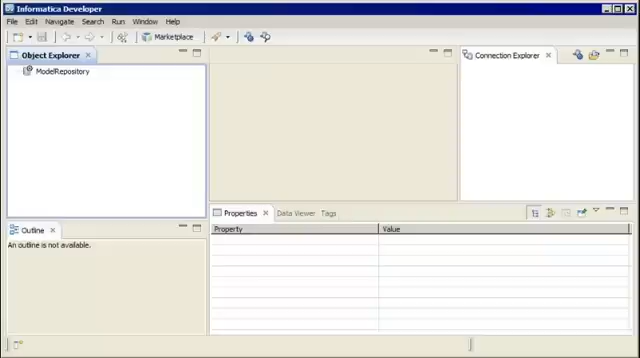 Informatica Developer
File Edit Navigate Search Run Window Help
Marketplace
Object Explorer
ModelRepository
Connection Explorer
Properties Data Viewer Tags
Property Value
Outline
An outline is not available.